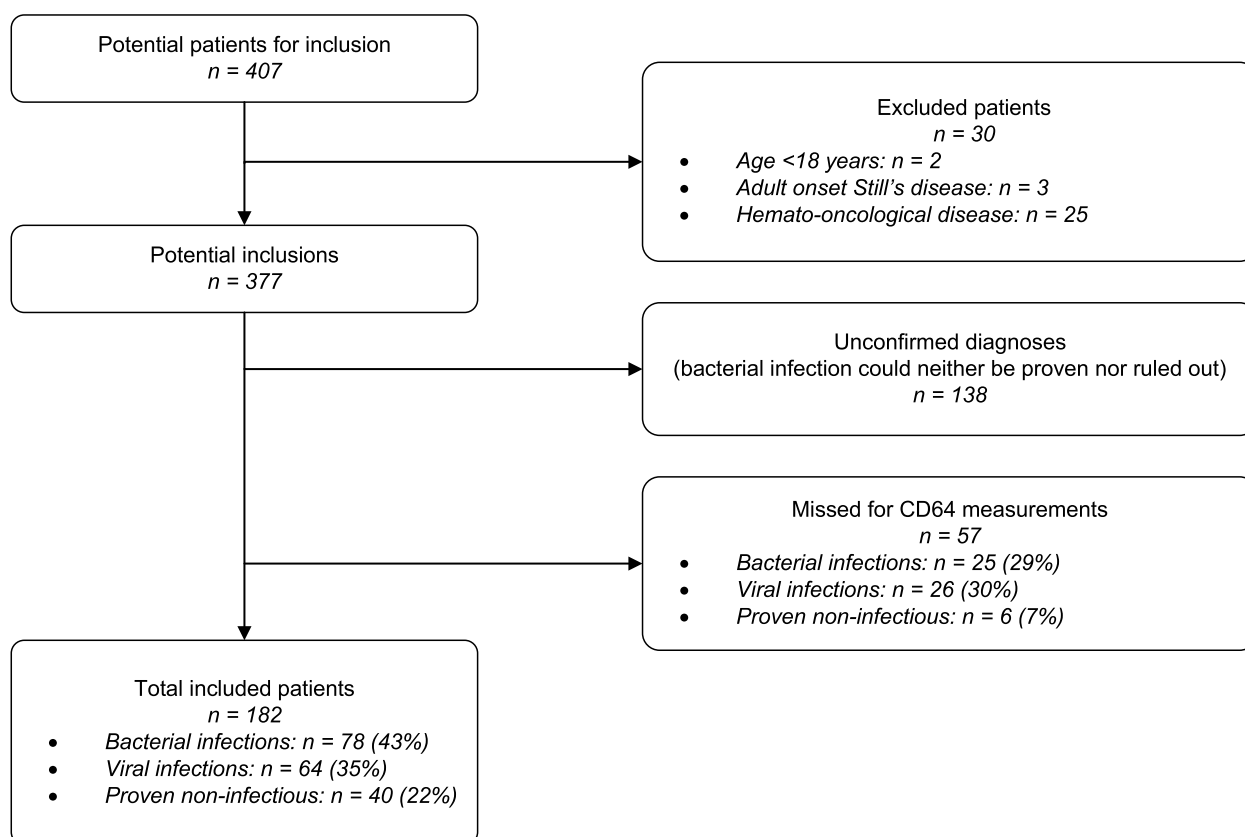 Potential patients for inclusion
n = 407
Excluded patients
n = 30
• Age <18 years: n = 2
• Adult onset Still's disease: n = 3
• Hemato-oncological disease: n = 25
Potential inclusions
n = 377
Unconfirmed diagnoses
(bacterial infection could neither be proven nor ruled out)
n = 138
Missed for CD64 measurements
n = 57
• Bacterial infections: n = 25 (29%)
• Viral infections: n = 26 (30%)
• Proven non-infectious: n = 6 (7%)
Total included patients
n = 182
• Bacterial infections: n = 78 (43%)
• Viral infections: n = 64 (35%)
• Proven non-infectious: n = 40 (22%)